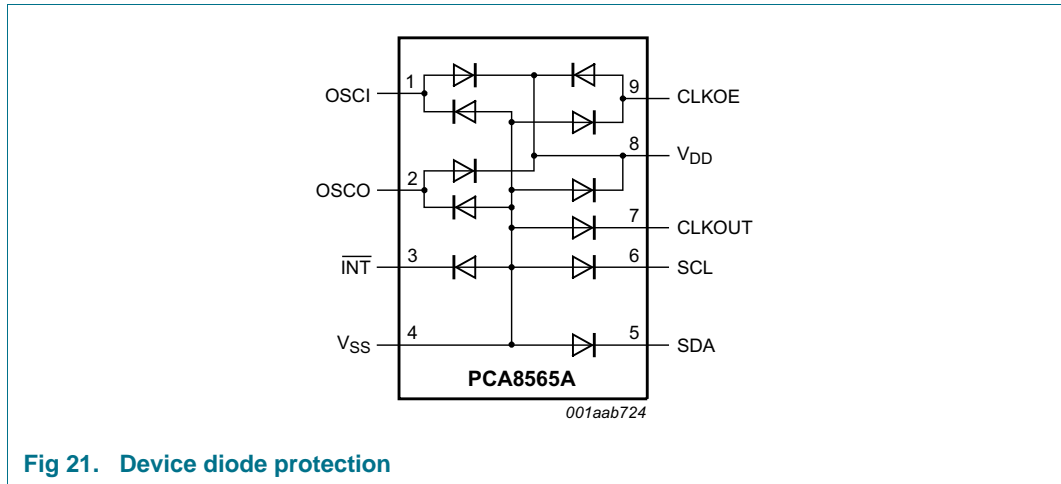 1
OSCI
9
CLKOE
8
VDD
2
OSCO
7
CLKOUT
3
INT
6
SCL
4
VSS
5
SDA
PCA8565A
001aab724
Fig 21. Device diode protection